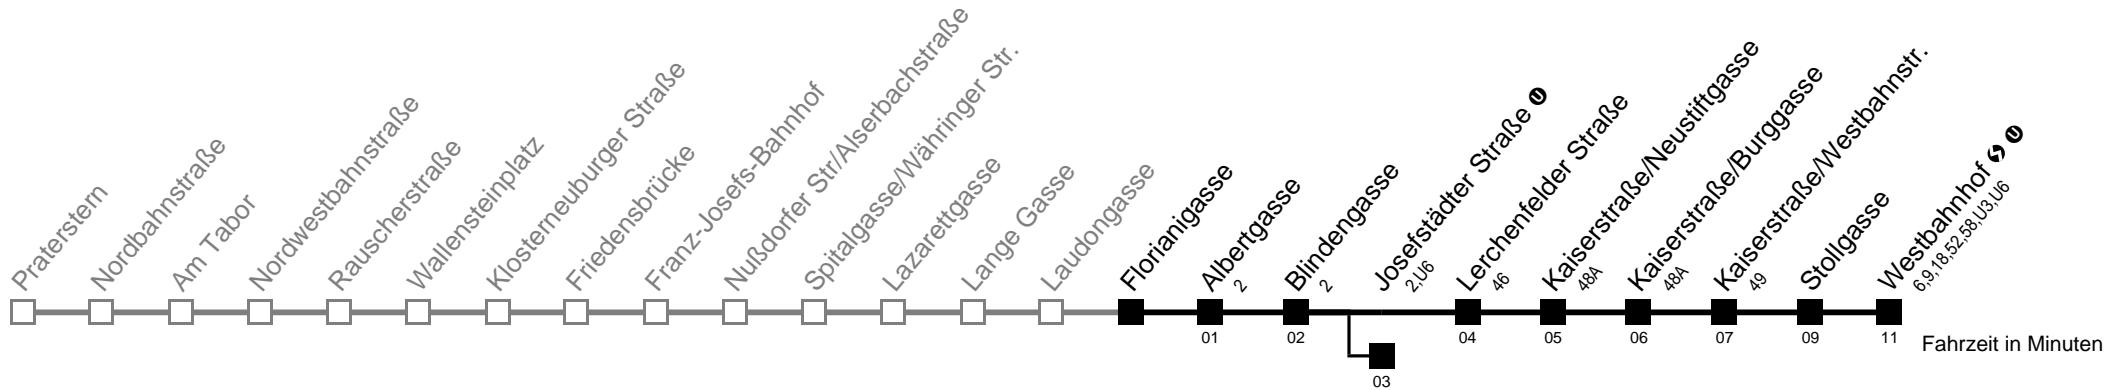 Praterstern
Nordbahnstraße
Am Tabor
Nordwestbahnstraße
Rauscherstraße
Wallensteinplatz
Klosterneuburger Straße
Friedensbrücke
Franz-Josefs-Bahnhof
Nußdorfer Str/Alserbachstraße
Spitalgasse/Währinger Str.
Lazarettgasse
Lange Gasse
Laudongasse
Florianigasse
Albertgasse
2
Blindengasse
2
Josefstädter Straße U
2,U6
Lerchenfelder Straße
46
Kaiserstraße/Neustiftgasse
48A
Kaiserstraße/Burggasse
48A
Kaiserstraße/Westbahnstr.
49
Stollgasse
Westbahnhof S U
6,9,18,52,58,U3,U6
01
02
03
04
05
06
07
09
11
Fahrzeit in Minuten